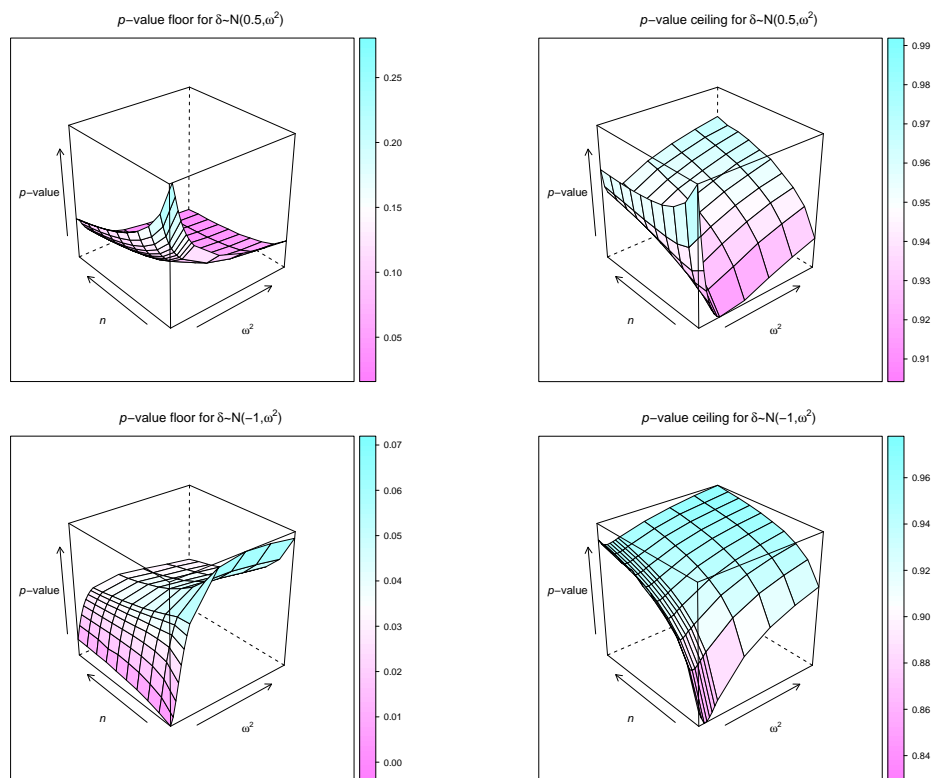 p−value floor for δ~N(0.5,ω²)
p−value
n
ω²
0.25
0.20
0.15
0.10
0.05
p−value ceiling for δ~N(0.5,ω²)
p−value
n
ω²
0.99
0.98
0.97
0.96
0.95
0.94
0.93
0.92
0.91
p−value floor for δ~N(−1,ω²)
p−value
n
ω²
0.07
0.06
0.05
0.04
0.03
0.02
0.01
0.00
p−value ceiling for δ~N(−1,ω²)
p−value
n
ω²
0.96
0.94
0.92
0.90
0.88
0.86
0.84